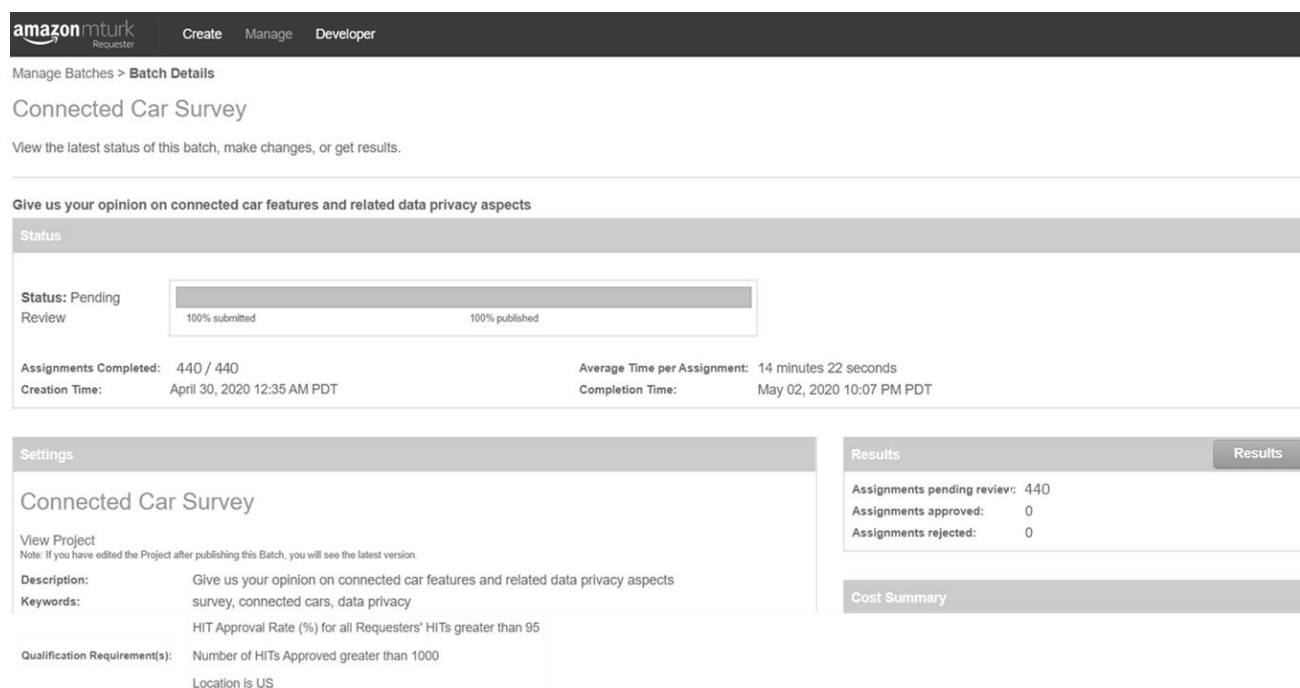 amazon mturk
Requester
Create Manage Developer
Manage Batches > Batch Details
Connected Car Survey
View the latest status of this batch, make changes, or get results.
Give us your opinion on connected car features and related data privacy aspects
Status
Status: Pending
Review
100% submitted 100% published
Assignments Completed: 440 / 440 Average Time per Assignment: 14 minutes 22 seconds
Creation Time: April 30, 2020 12:35 AM PDT Completion Time: May 02, 2020 10:07 PM PDT
Settings
Connected Car Survey
View Project
Note: If you have edited the Project after publishing this Batch, you will see the latest version.
Description: Give us your opinion on connected car features and related data privacy aspects
Keywords: survey, connected cars, data privacy
HIT Approval Rate (%) for all Requesters' HITs greater than 95
Qualification Requirement(s): Number of HITs Approved greater than 1000
Location is US
Results Results
Assignments pending review: 440
Assignments approved: 0
Assignments rejected: 0
Cost Summary